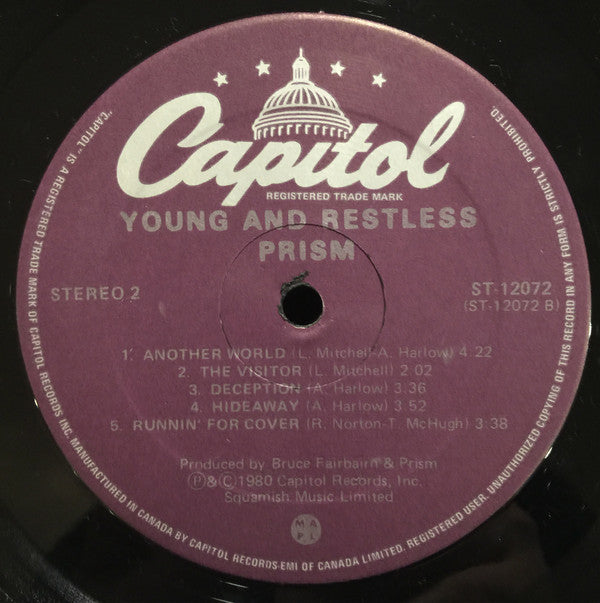 Capitol
REGISTERED TRADE MARK
YOUNG AND RESTLESS
PRISM
STEREO 2
ST-12072
(ST-12072 B)
1. ANOTHER WORLD (L. Mitchell-A. Harlow) 4:22
2. THE VISITOR (L. Mitchell) 2:02
3. DECEPTION (A. Harlow) 3:36
4. HIDEAWAY (A. Harlow) 3:52
5. RUNNIN' FOR COVER (R. Norton-T. McHugh) 3:38
Produced by Bruce Fairbairn & Prism
Ⓟ&©1980 Capitol Records, Inc.
Squamish Music Limited
M A
P L
"CAPITOL" IS A REGISTERED TRADE MARK OF CAPITOL RECORDS INC. MANUFACTURED IN CANADA BY CAPITOL RECORDS-EMI OF CANADA LIMITED. REGISTERED USER. UNAUTHORIZED COPYING OF THIS RECORD IN ANY FORM IS STRICTLY PROHIBITED.